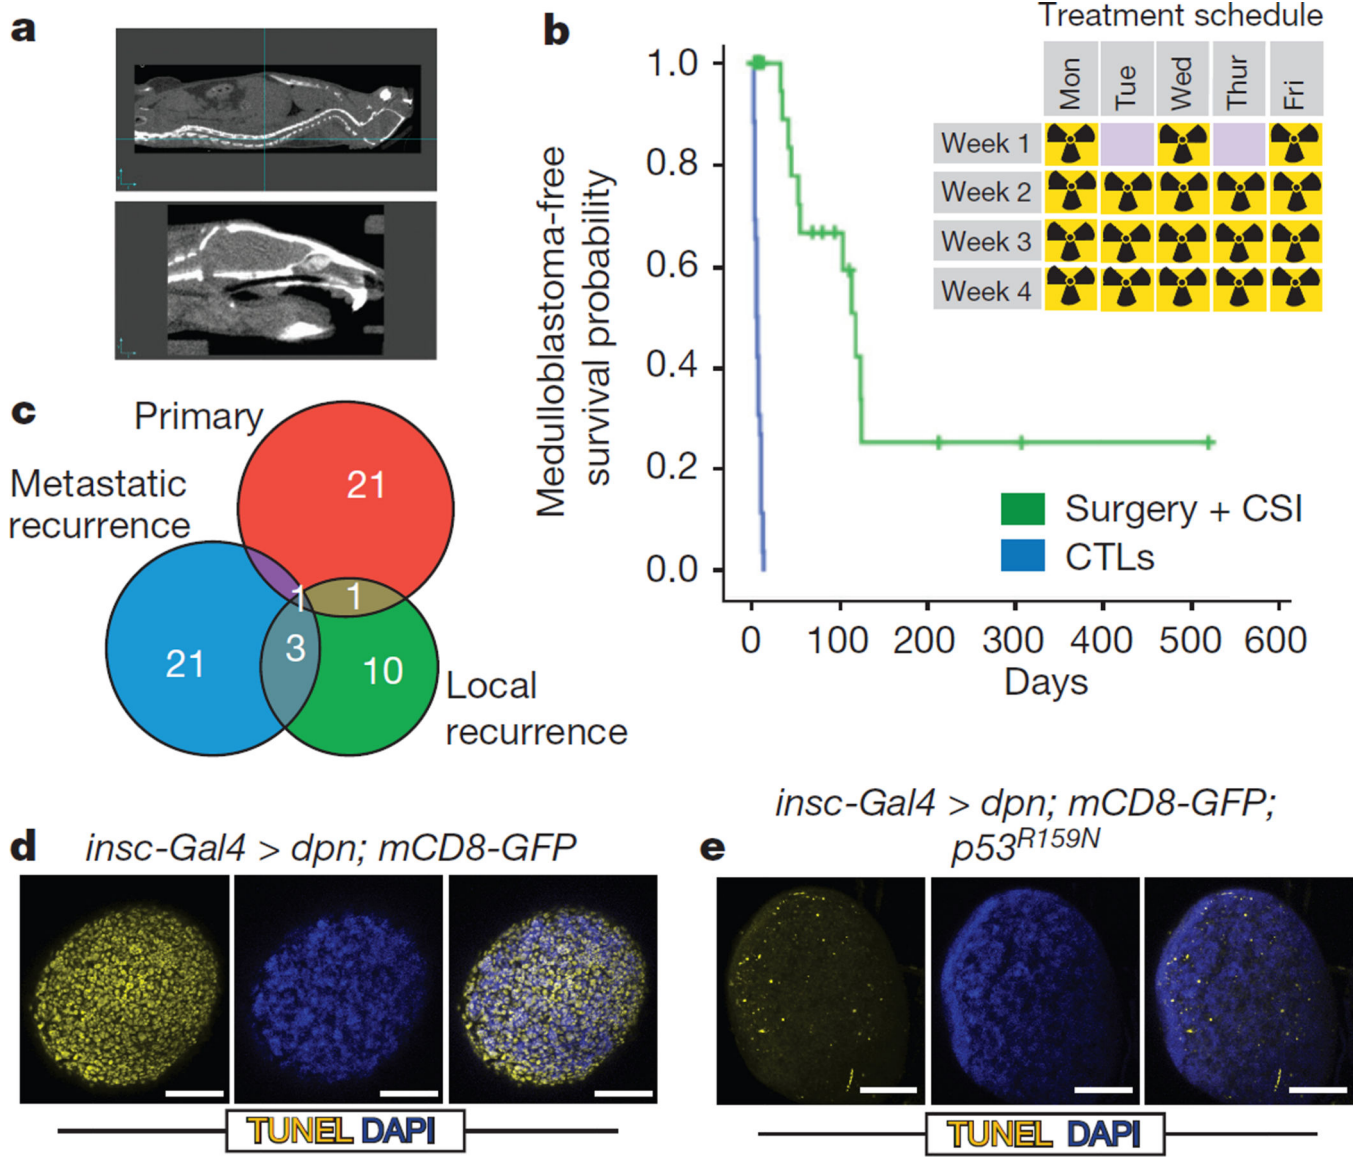 a
b
Treatment schedule
Mon Tue Wed Thur Fri
Week 1
Week 2
Week 3
Week 4
Medulloblastoma-free
survival probability
1.0
0.8
0.6
0.4
0.2
0.0
0 100 200 300 400 500 600
Days
Surgery + CSI
CTLs
c
Primary
Metastatic
recurrence
Local
recurrence
21
1 1
3
21 10
d insc-Gal4 > dpn; mCD8-GFP
TUNEL DAPI
e insc-Gal4 > dpn; mCD8-GFP;
p53R159N
TUNEL DAPI